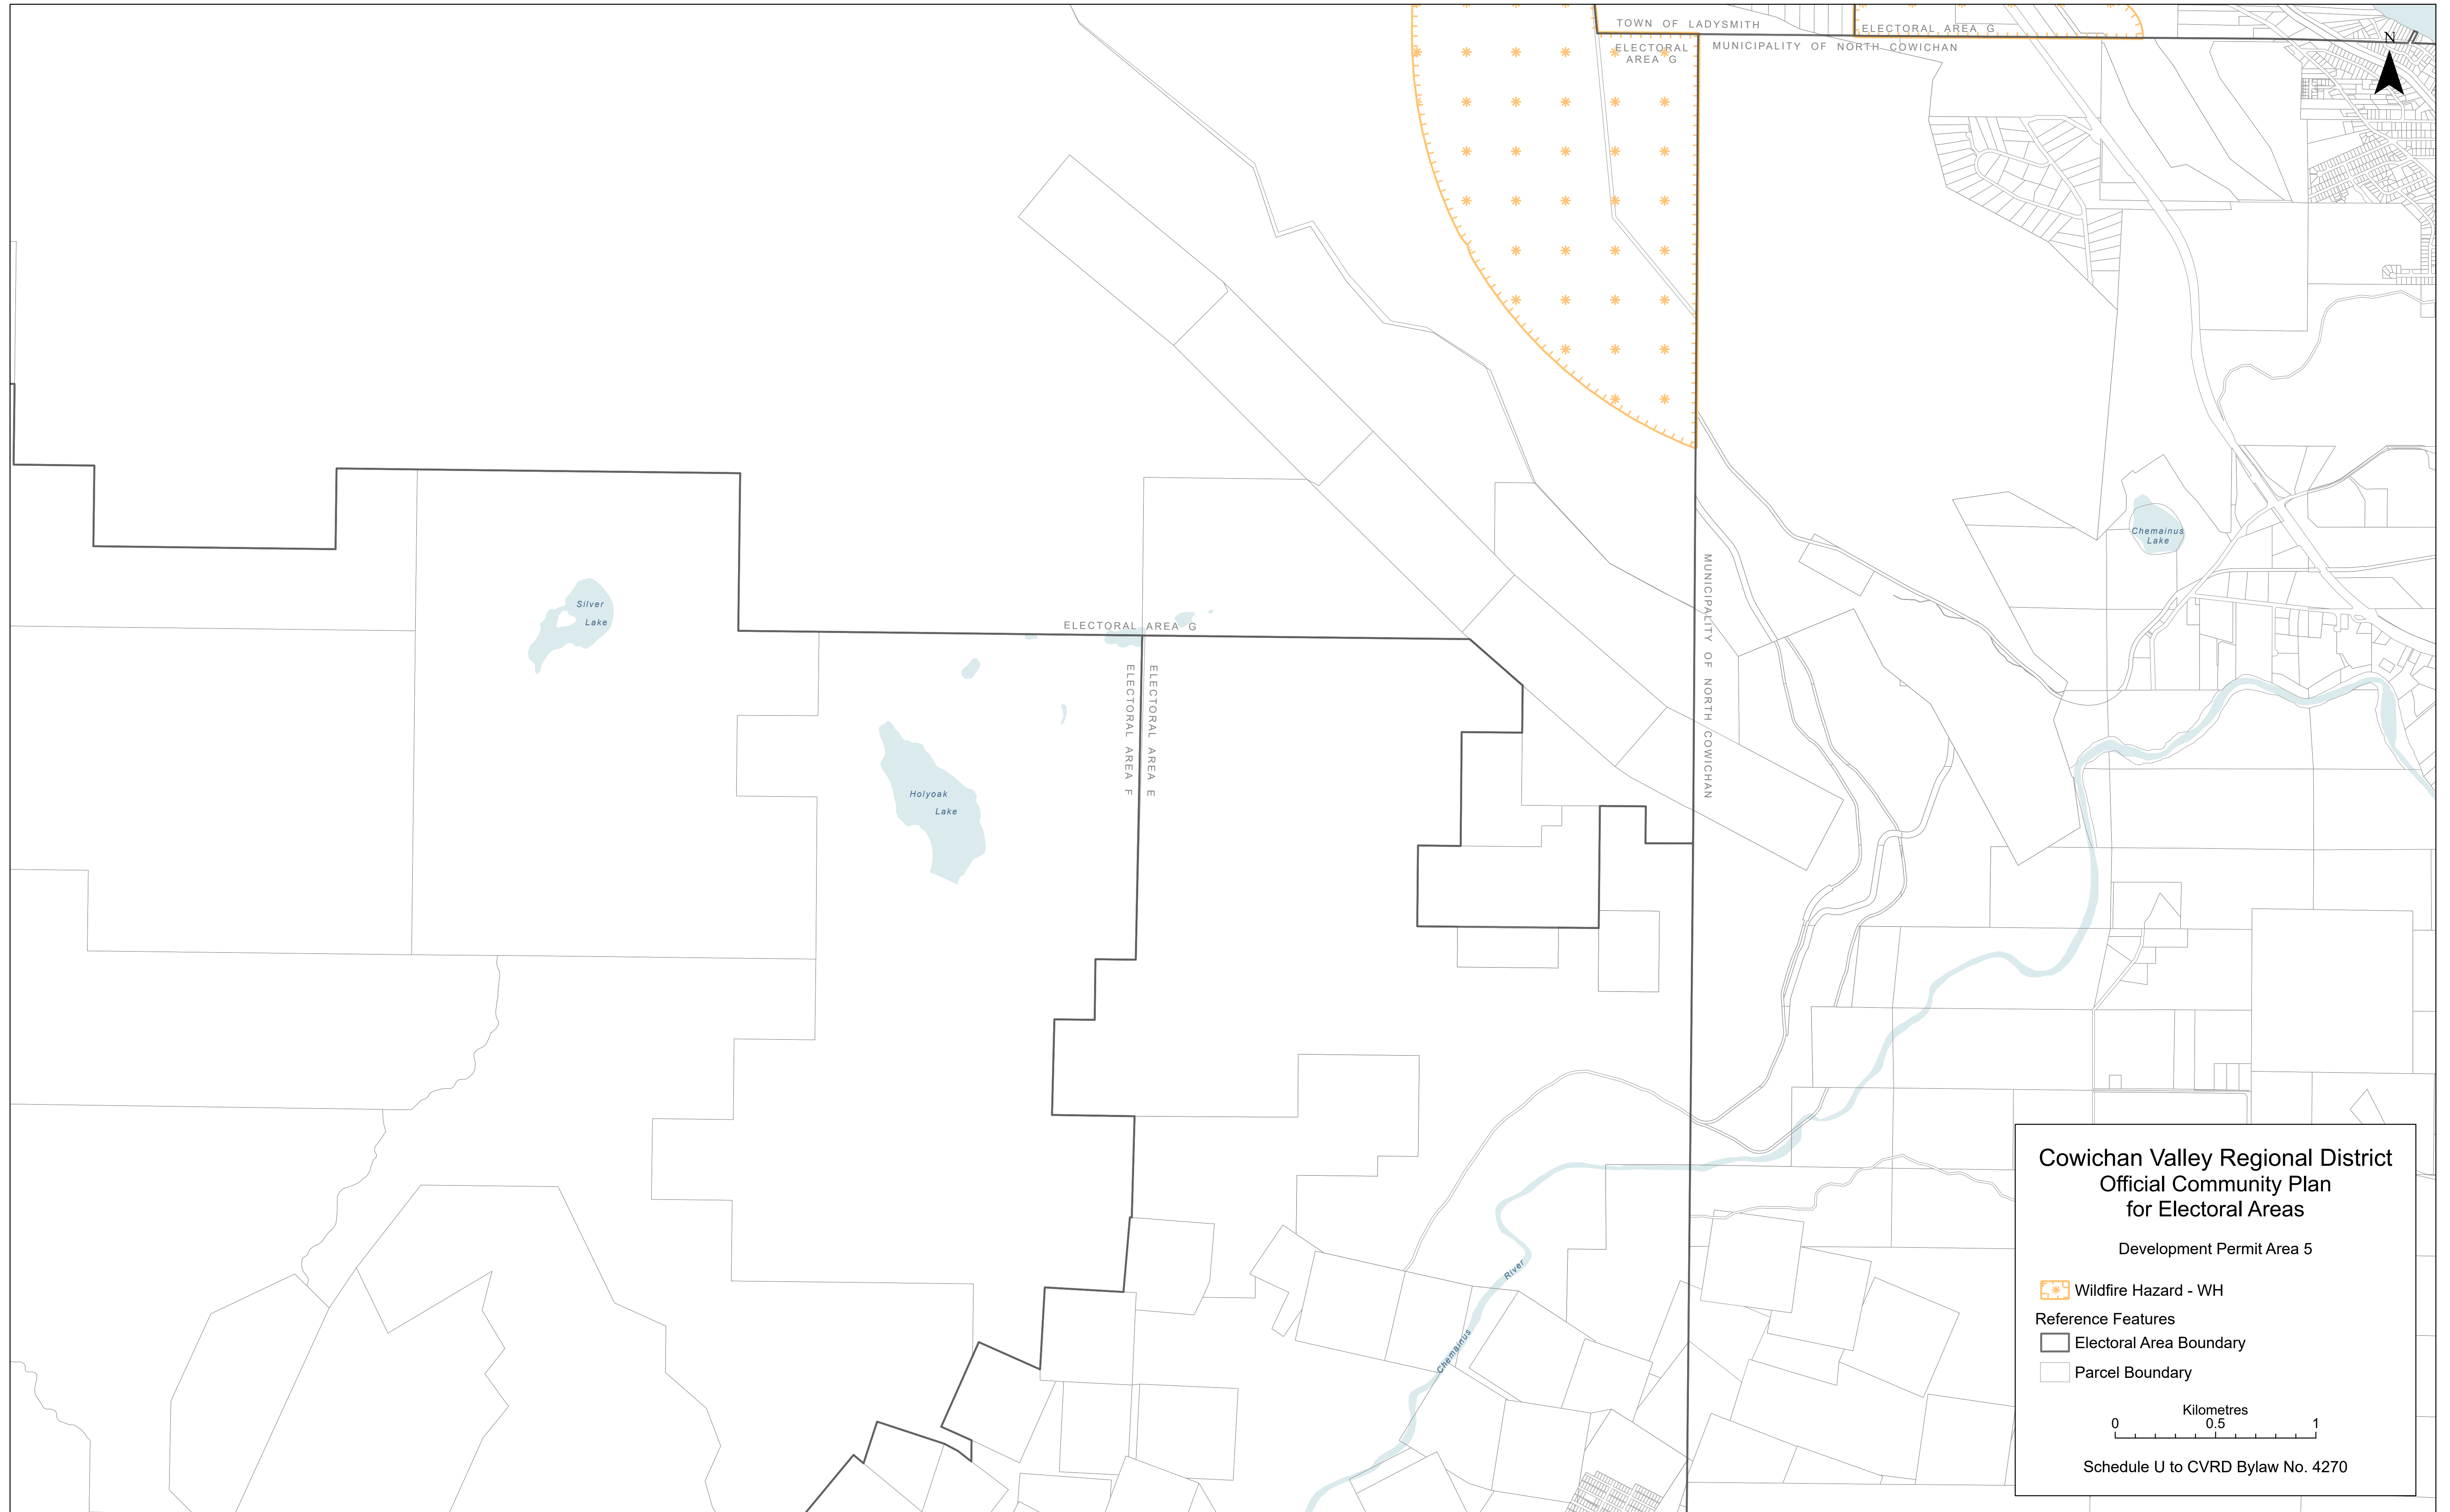 TOWN OF LADYSMITH
ELECTORAL AREA G
ELECTORAL
AREA G
MUNICIPALITY OF NORTH COWICHAN
N
Chemainus
Lake
Silver
Lake
ELECTORAL AREA G
MUNICIPALITY OF NORTH COWICHAN
ELECTORAL AREA F
ELECTORAL AREA E
Holyoak
Lake
River
Chemainus
Cowichan Valley Regional District
Official Community Plan
for Electoral Areas
Development Permit Area 5
Wildfire Hazard - WH
Reference Features
Electoral Area Boundary
Parcel Boundary
Kilometres
0 0.5 1
Schedule U to CVRD Bylaw No. 4270